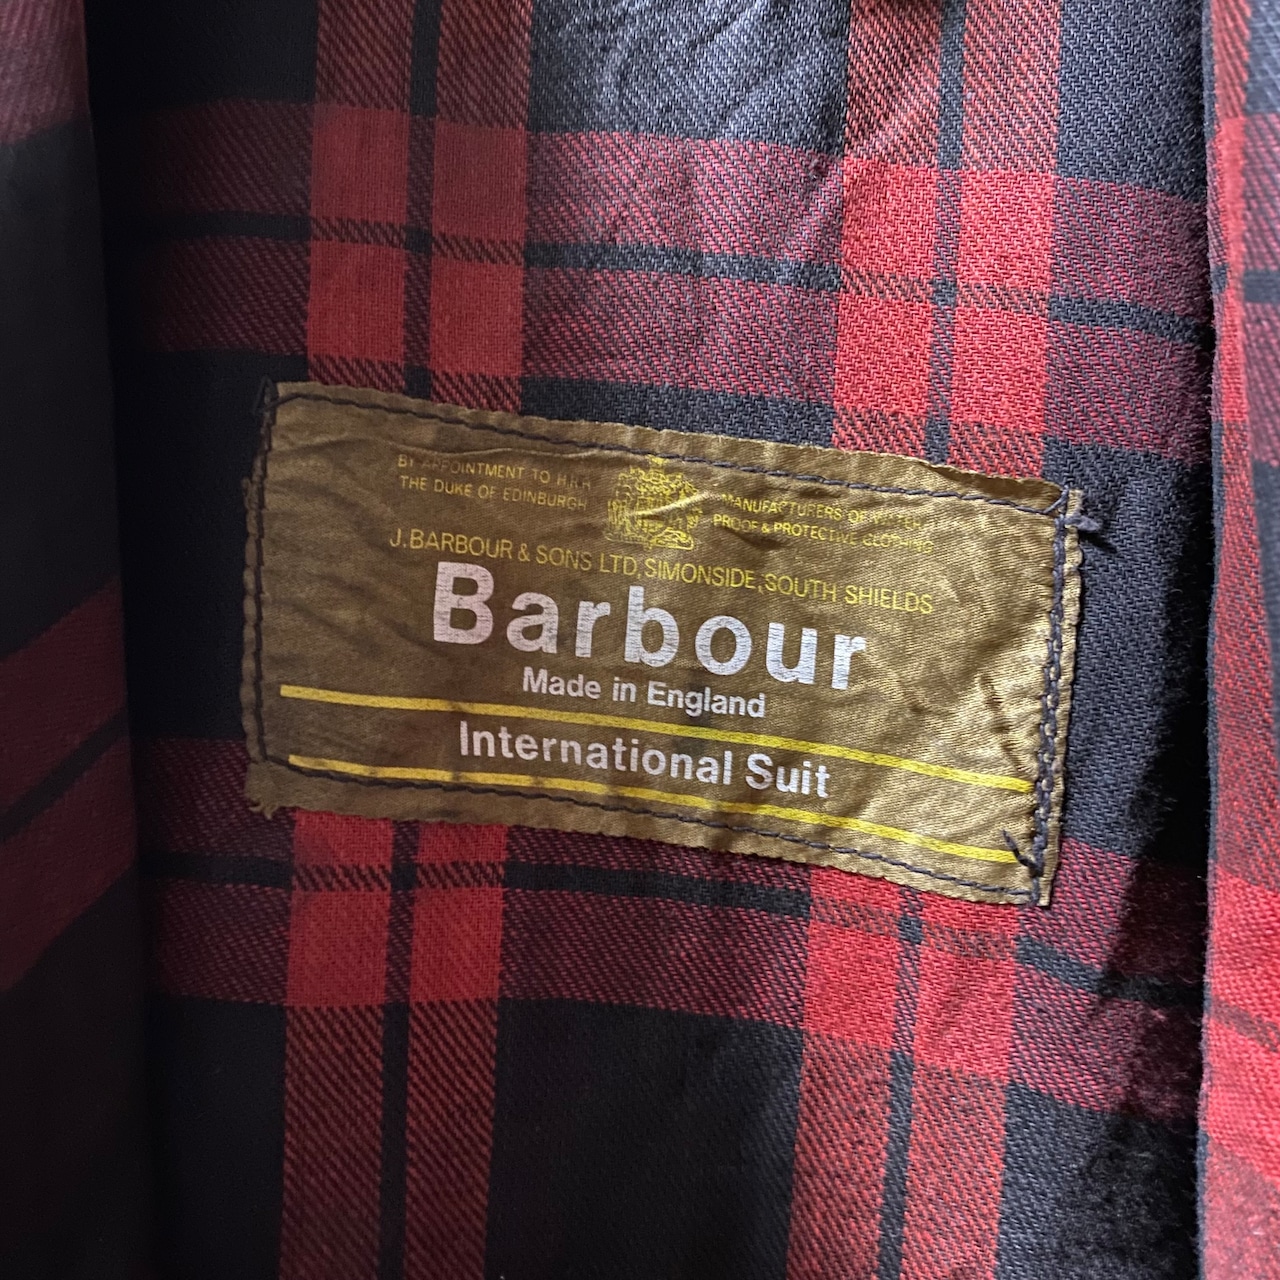 BY APPOINTMENT TO H.R.H.
THE DUKE OF EDINBURGH
MANUFACTURERS OF WATER-
PROOF & PROTECTIVE CLOTHING
J.BARBOUR & SONS LTD,SIMONSIDE,SOUTH SHIELDS
Barbour
Made in England
International Suit